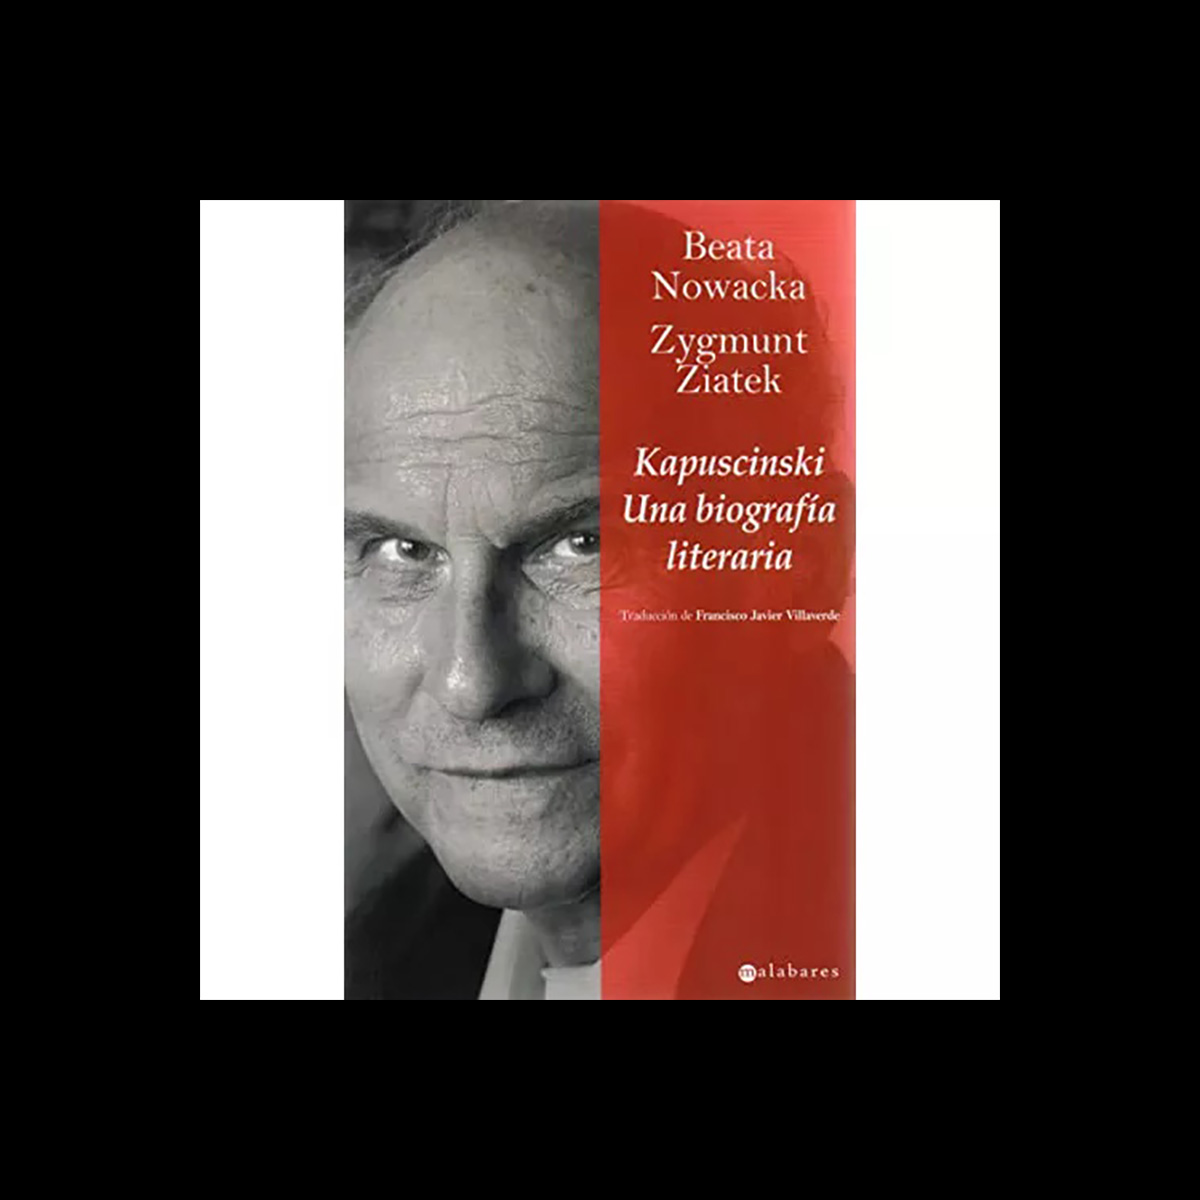 Beata
Nowacka
Zygmunt
Ziatek
Kapuscinski
Una biografía
literaria
Traducción de Francisco Javier Villaverde
malabares